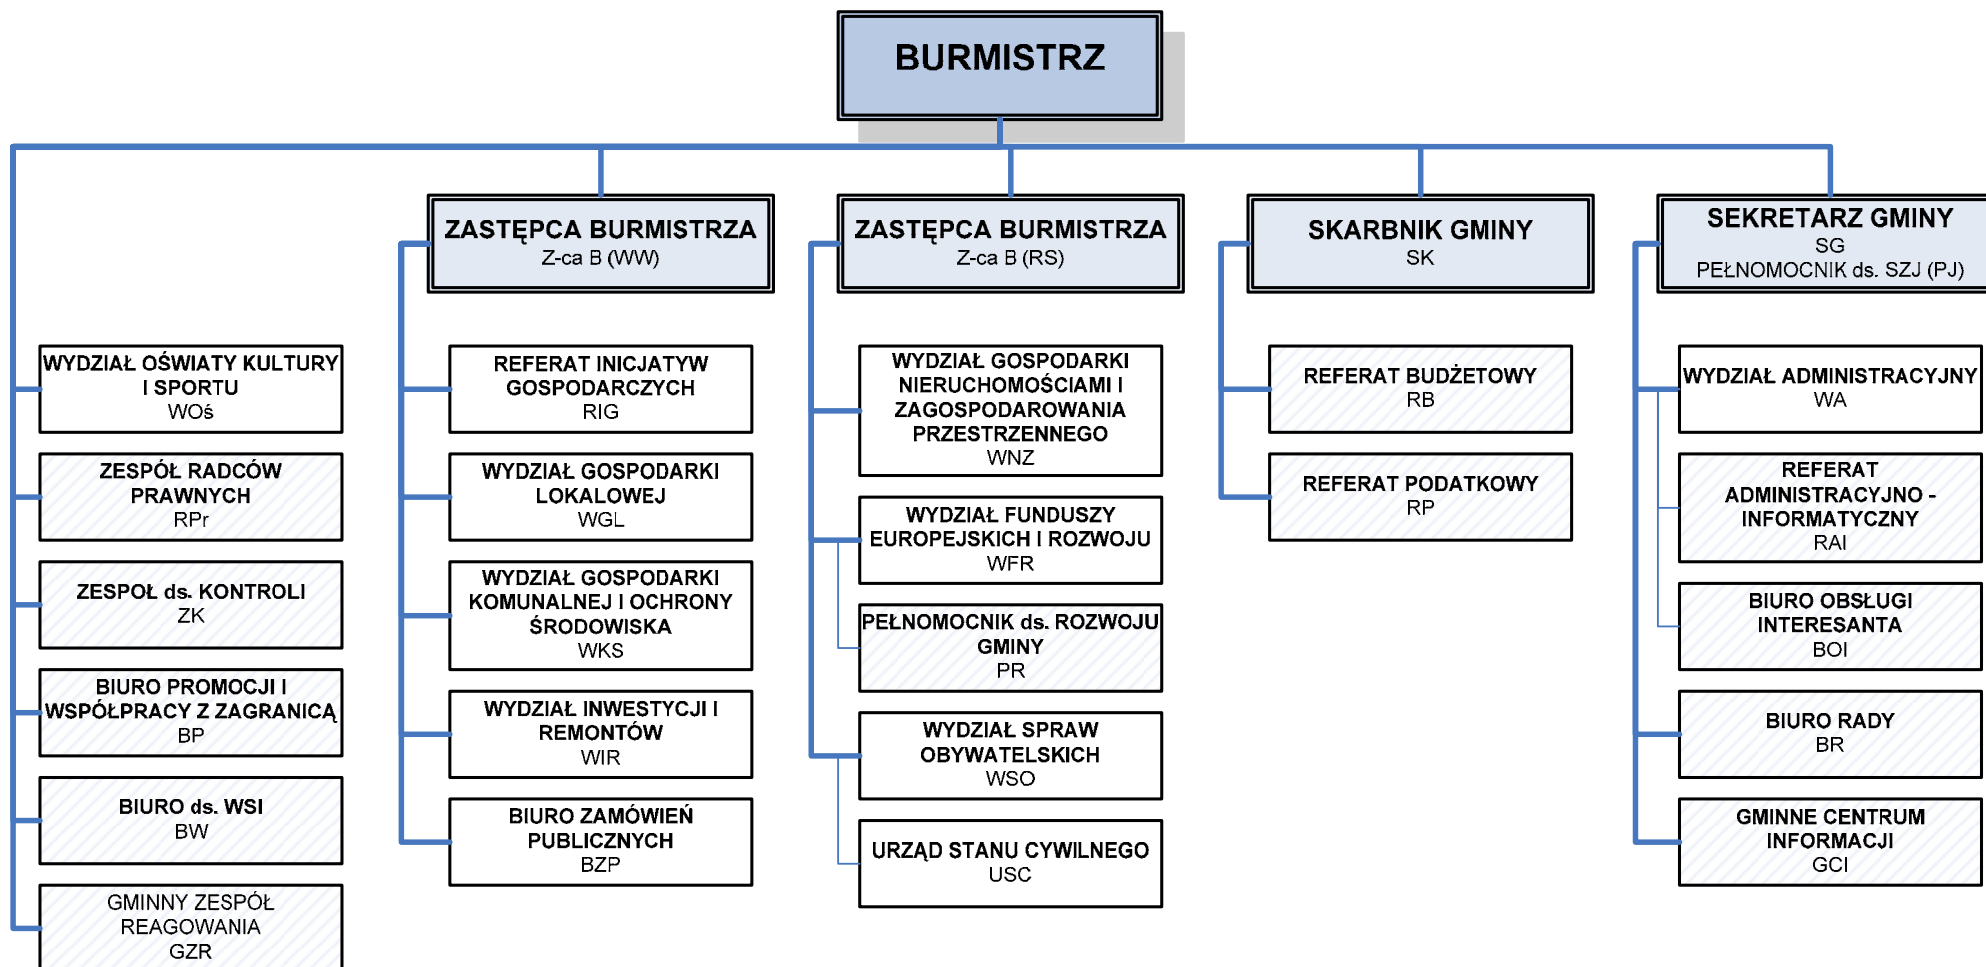 BURMISTRZ
ZASTĘPCA BURMISTRZA
Z-ca B (WW)
ZASTĘPCA BURMISTRZA
Z-ca B (RS)
SKARBNIK GMINY
SK
SEKRETARZ GMINY
SG
PEŁNOMOCNIK ds. SZJ (PJ)
WYDZIAŁ OŚWIATY KULTURY
I SPORTU
WOś
ZESPÓŁ RADCÓW
PRAWNYCH
RPr
ZESPOŁ ds. KONTROLI
ZK
BIURO PROMOCJI I
WSPÓŁPRACY Z ZAGRANICĄ
BP
BIURO ds. WSI
BW
GMINNY ZESPÓŁ
REAGOWANIA
GZR
REFERAT INICJATYW
GOSPODARCZYCH
RIG
WYDZIAŁ GOSPODARKI
LOKALOWEJ
WGL
WYDZIAŁ GOSPODARKI
KOMUNALNEJ I OCHRONY
ŚRODOWISKA
WKS
WYDZIAŁ INWESTYCJI I
REMONTÓW
WIR
BIURO ZAMÓWIEŃ
PUBLICZNYCH
BZP
WYDZIAŁ GOSPODARKI
NIERUCHOMOŚCIAMI I
ZAGOSPODAROWANIA
PRZESTRZENNEGO
WNZ
WYDZIAŁ FUNDUSZY
EUROPEJSKICH I ROZWOJU
WFR
PEŁNOMOCNIK ds. ROZWOJU
GMINY
PR
WYDZIAŁ SPRAW
OBYWATELSKICH
WSO
URZĄD STANU CYWILNEGO
USC
REFERAT BUDŻETOWY
RB
REFERAT PODATKOWY
RP
WYDZIAŁ ADMINISTRACYJNY
WA
REFERAT
ADMINISTRACYJNO -
INFORMATYCZNY
RAI
BIURO OBSŁUGI
INTERESANTA
BOI
BIURO RADY
BR
GMINNE CENTRUM
INFORMACJI
GCI